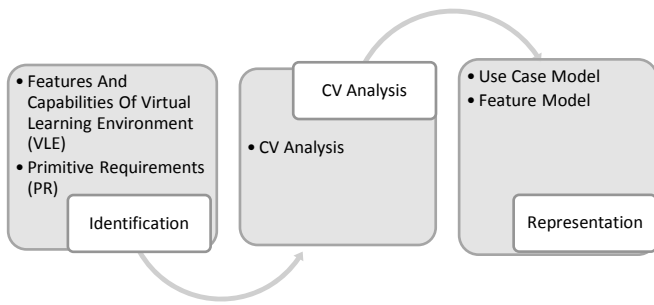 • Features And
Capabilities Of Virtual
Learning Environment
(VLE)
• Primitive Requirements
(PR)
Identification
CV Analysis
• CV Analysis
• Use Case Model
• Feature Model
Representation